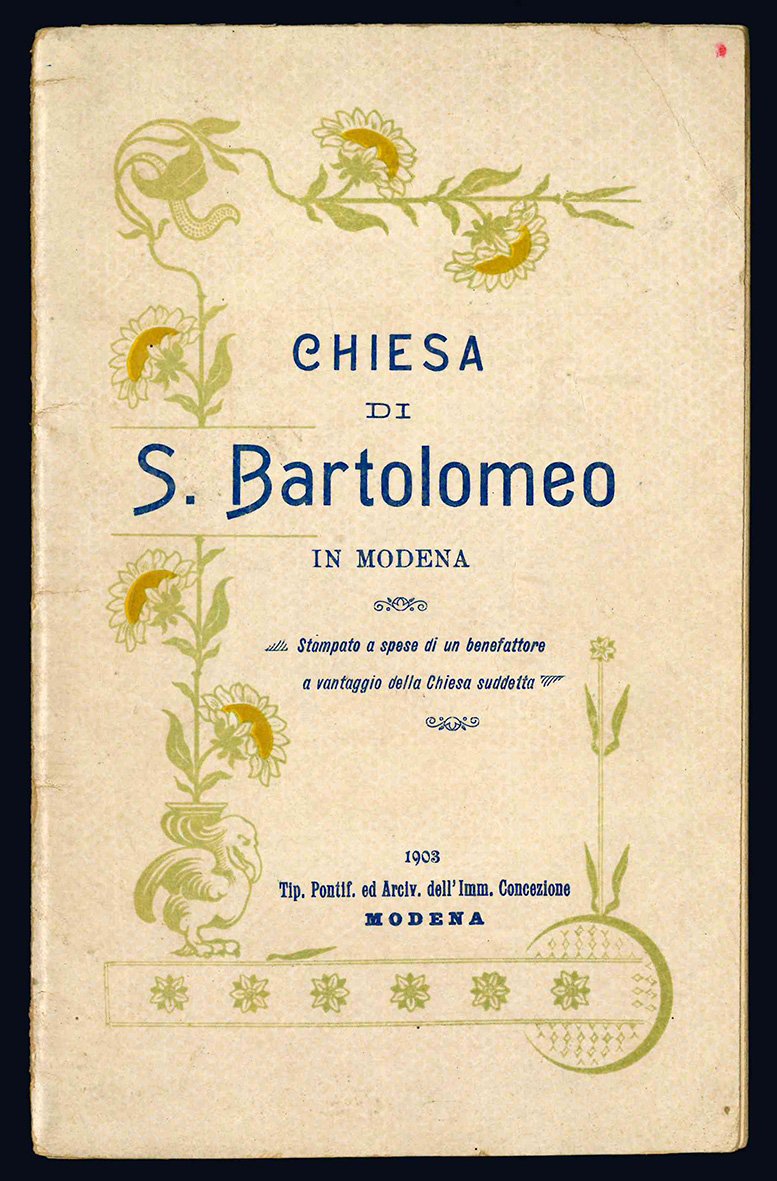 CHIESA
DI
S. Bartolomeo
IN MODENA
Stampato a spese di un benefattore
a vantaggio della Chiesa suddetta
1903
Tip. Pontif. ed Arciv. dell'Imm. Concezione
MODENA